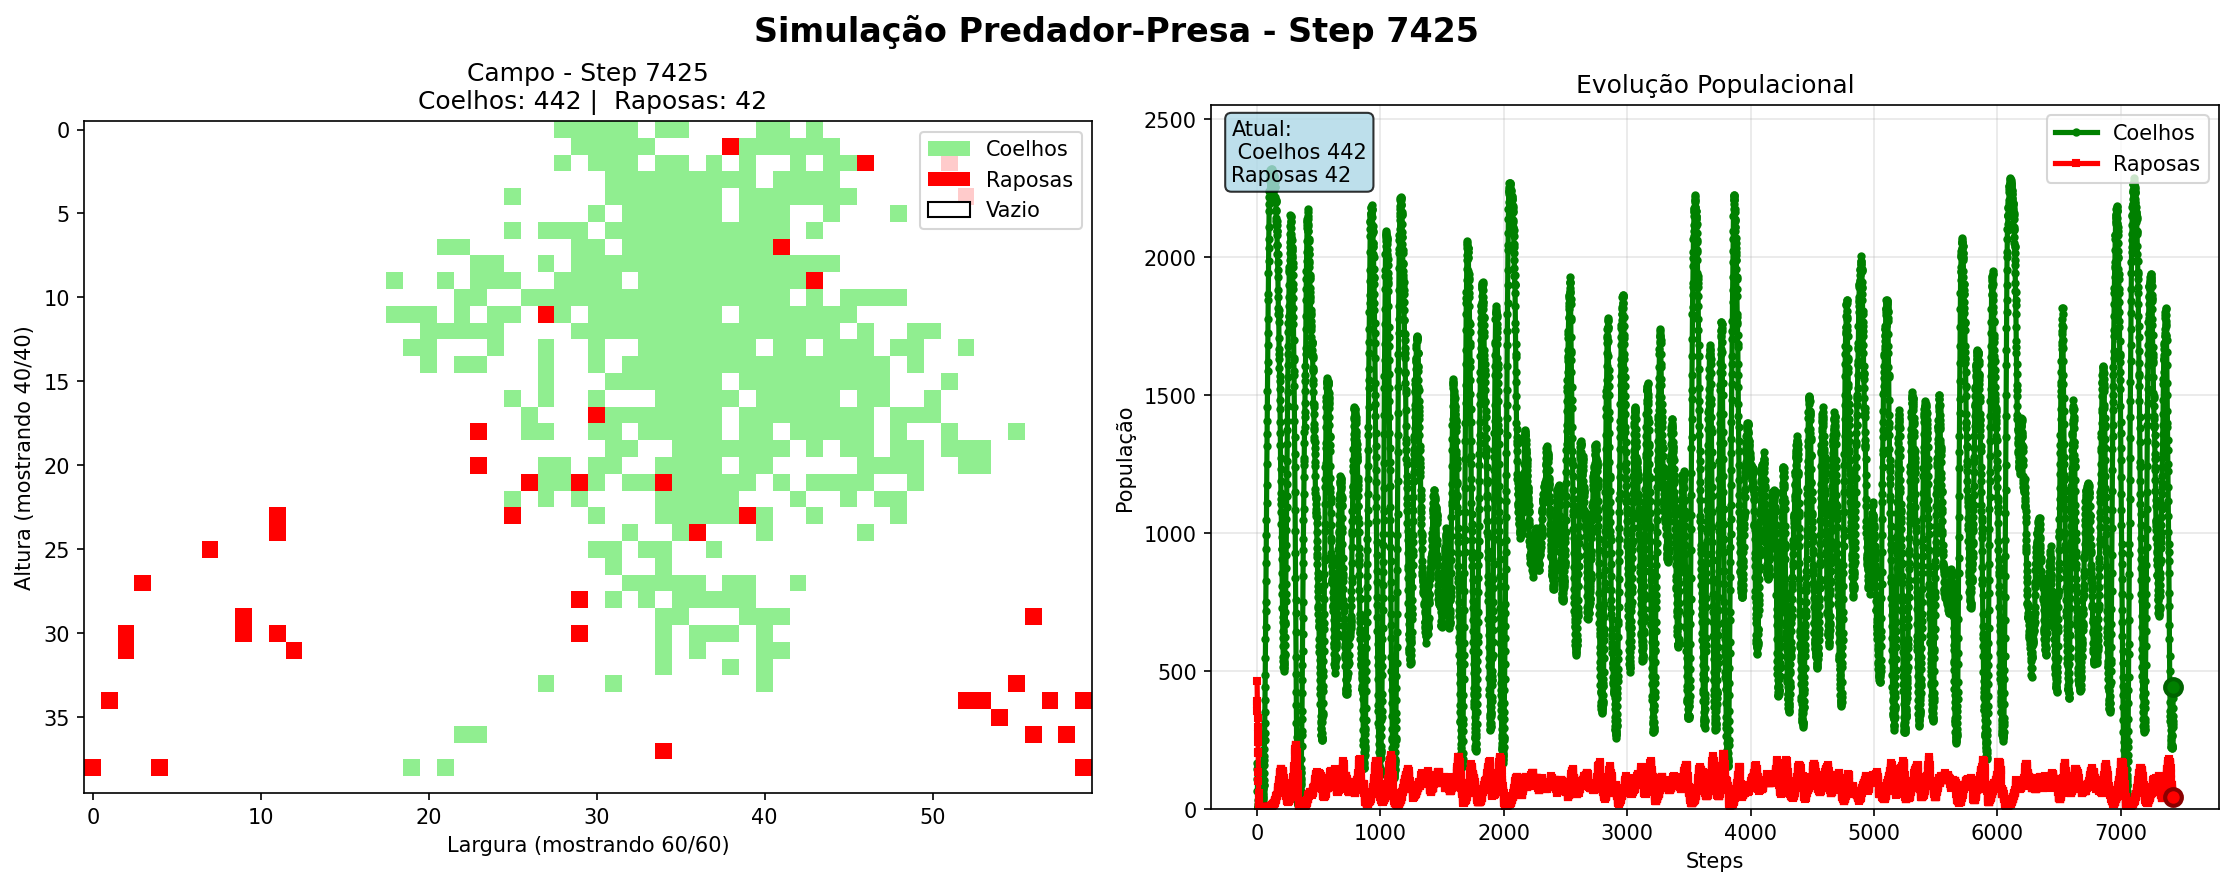 Simulação Predador-Presa - Step 7425
Campo - Step 7425
Coelhos: 442 |  Raposas: 42
Coelhos
Raposas
Vazio
0
5
10
15
20
25
30
35
Altura (mostrando 40/40)
0
10
20
30
40
50
Largura (mostrando 60/60)
Evolução Populacional
Atual:
Coelhos 442
Raposas 42
Coelhos
Raposas
2500
2000
1500
1000
500
0
População
0
1000
2000
3000
4000
5000
6000
7000
Steps